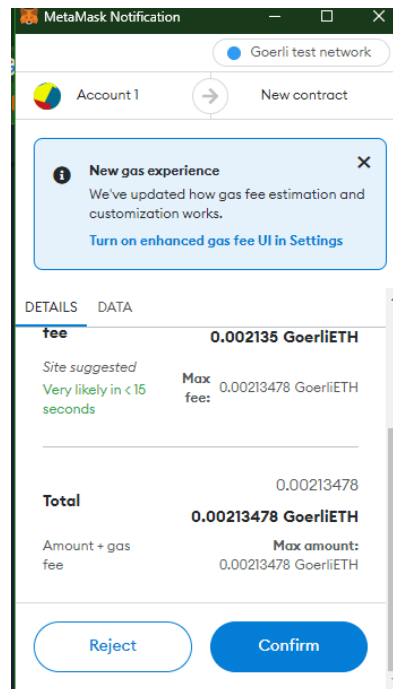 MetaMask Notification
Goerli test network
Account 1
New contract
New gas experience
We've updated how gas fee estimation and
customization works.
Turn on enhanced gas fee UI in Settings
DETAILS
DATA
fee
0.002135 GoerliETH
Site suggested
Very likely in < 15
seconds
Max
fee:
0.00213478 GoerliETH
0.00213478
Total
0.00213478 GoerliETH
Amount + gas
fee
Max amount:
0.00213478 GoerliETH
Reject
Confirm